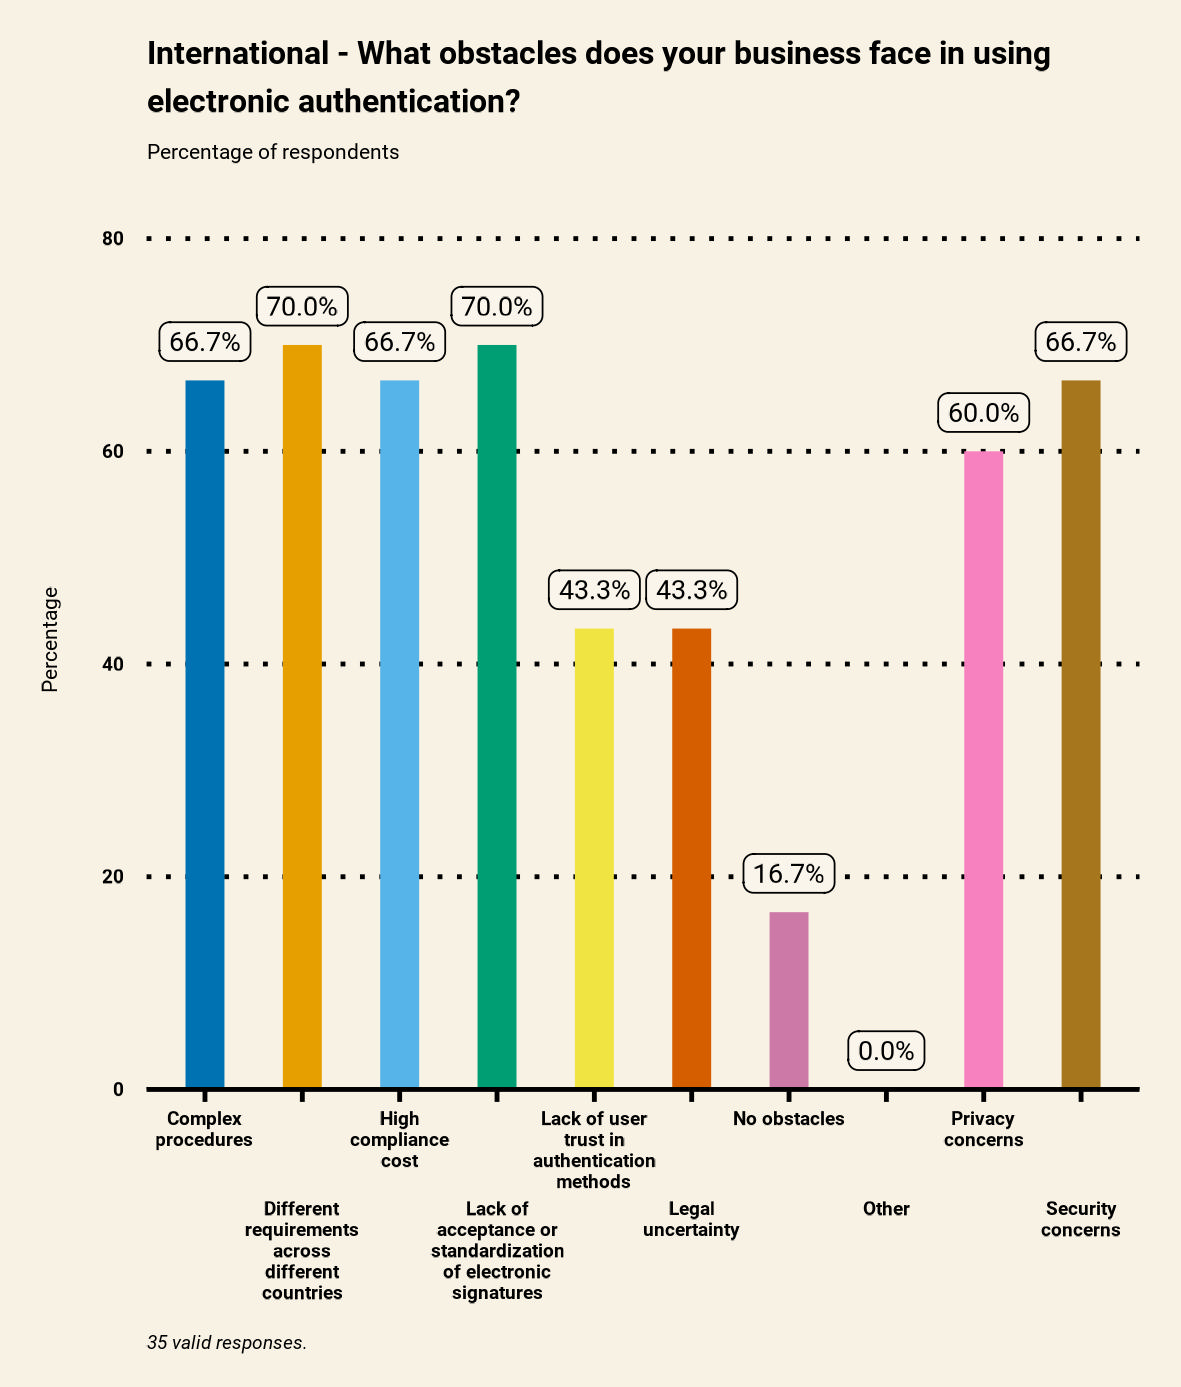 International - What obstacles does your business face in using
electronic authentication?
Percentage of respondents
Percentage
80
60
40
20
0
66.7%
70.0%
66.7%
70.0%
43.3%
43.3%
16.7%
0.0%
60.0%
66.7%
Complex
procedures
Different
requirements
across
different
countries
High
compliance
cost
Lack of
acceptance or
standardization
of electronic
signatures
Lack of user
trust in
authentication
methods
Legal
uncertainty
No obstacles
Other
Privacy
concerns
Security
concerns
35 valid responses.